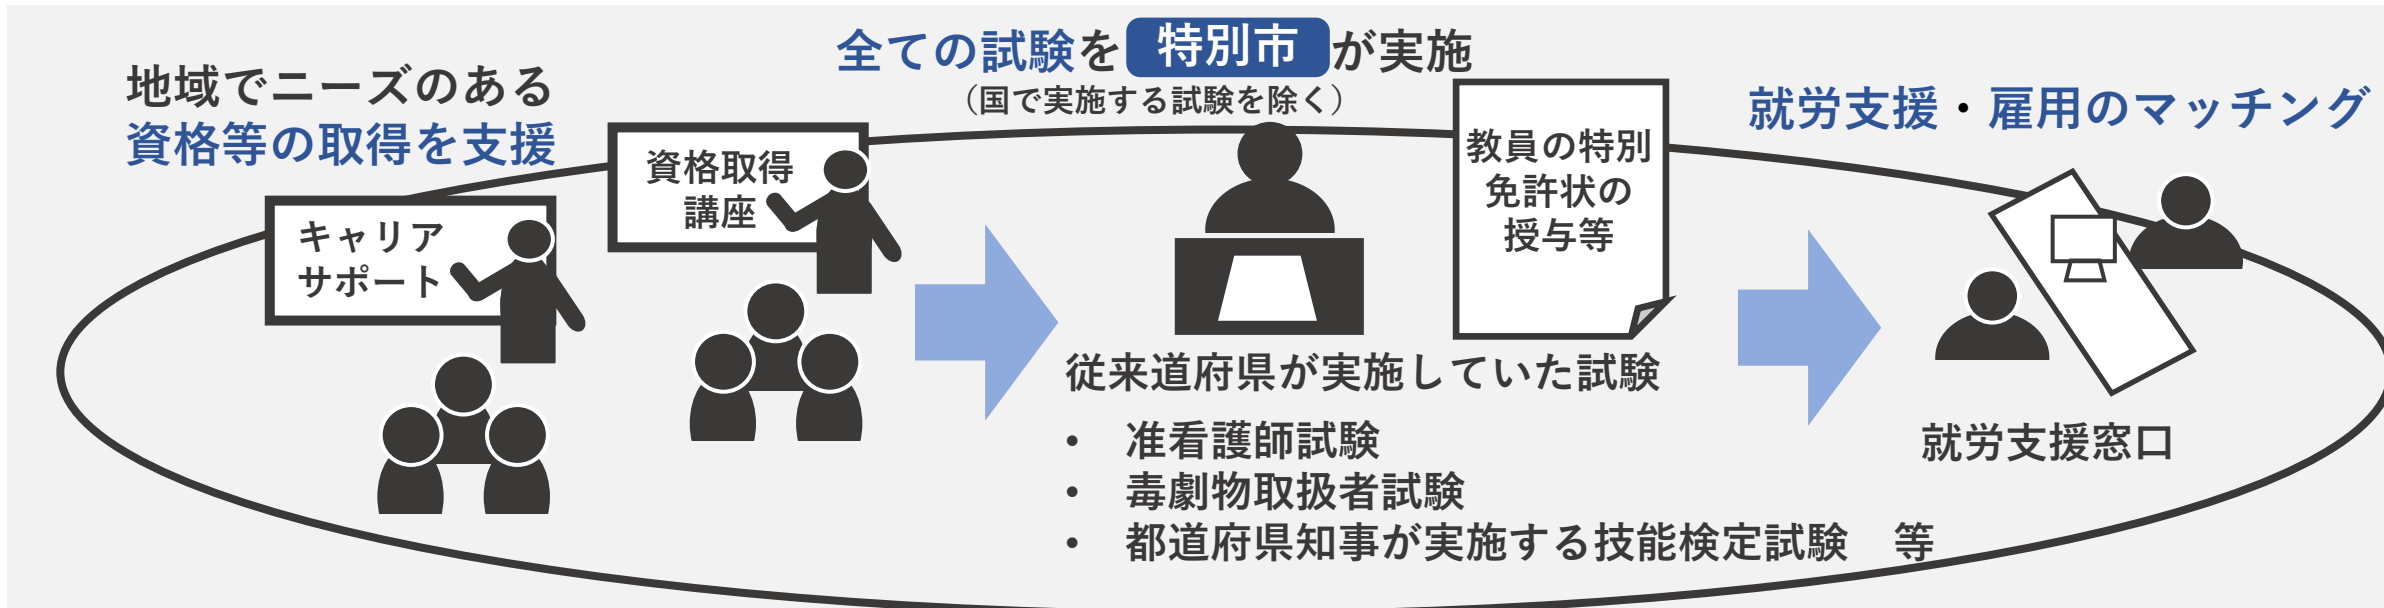 地域でニーズのある
資格等の取得を支援
キャリア
サポート
資格取得
講座
全ての試験を 特別市 が実施
（国で実施する試験を除く）
教員の特別
免許状の
授与等
従来道府県が実施していた試験
• 准看護師試験
• 毒劇物取扱者試験
• 都道府県知事が実施する技能検定試験　等
就労支援・雇用のマッチング
就労支援窓口